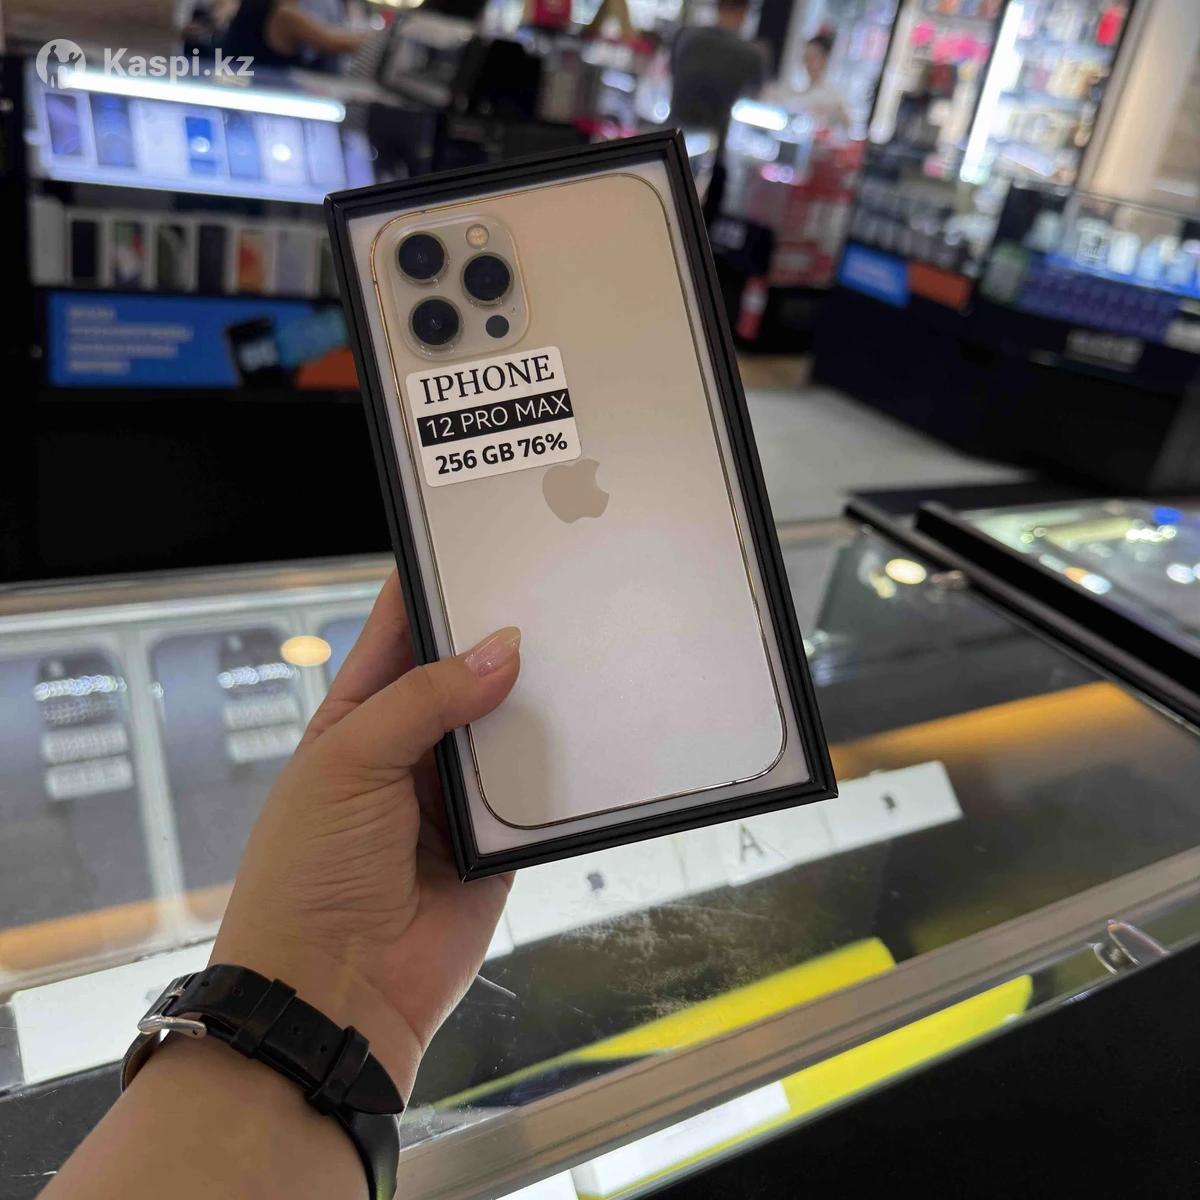 Kaspi.kz
IPHONE
12 PRO MAX
256 GB 76%
A